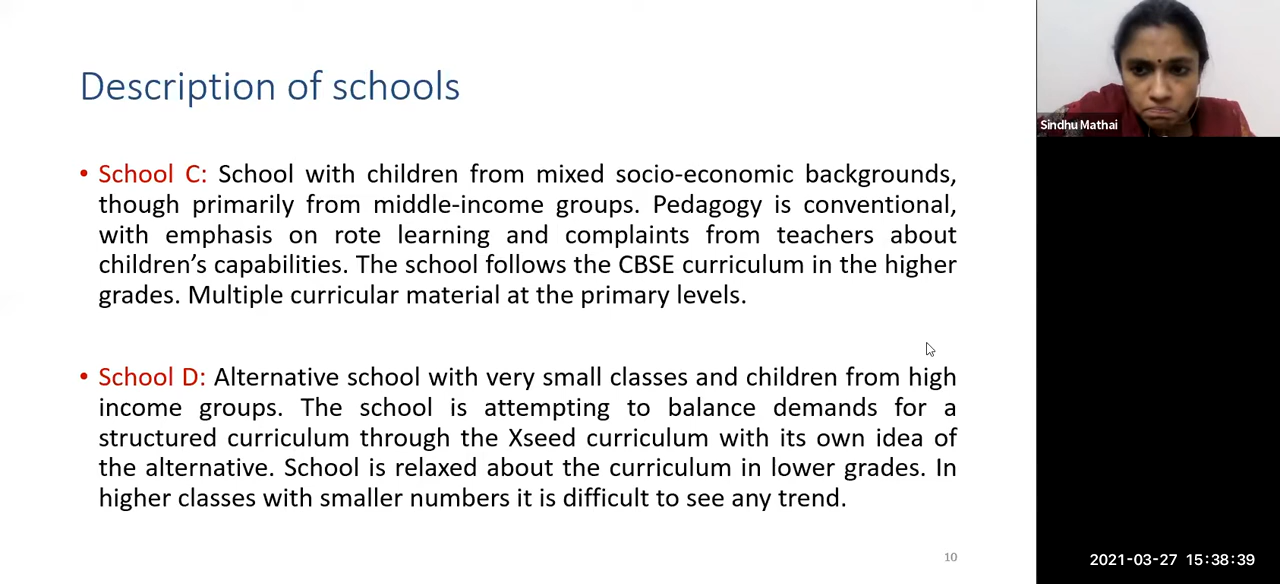 Description of schools
• School C: School with children from mixed socio-economic backgrounds,
though primarily from middle-income groups. Pedagogy is conventional,
with emphasis on rote learning and complaints from teachers about
children's capabilities. The school follows the CBSE curriculum in the higher
grades. Multiple curricular material at the primary levels.
• School D: Alternative school with very small classes and children from high
income groups. The school is attempting to balance demands for a
structured curriculum through the Xseed curriculum with its own idea of
the alternative. School is relaxed about the curriculum in lower grades. In
higher classes with smaller numbers it is difficult to see any trend.
10
Sindhu Mathai
2021-03-27 15:38:39